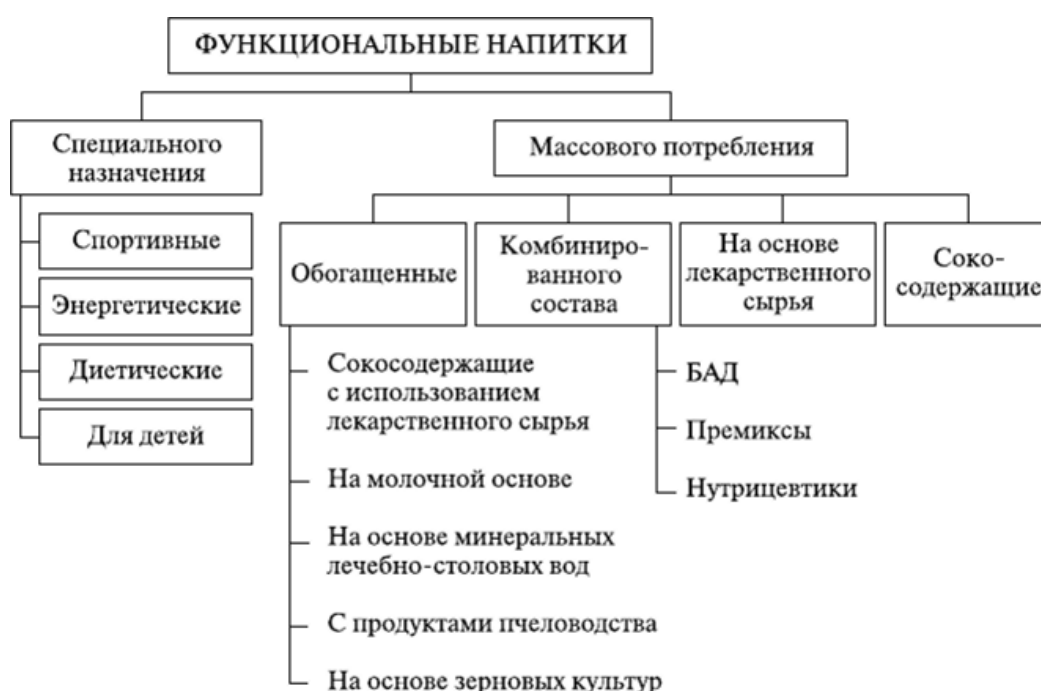 ФУНКЦИОНАЛЬНЫЕ НАПИТКИ
Специального
назначения
Массового потребления
Спортивные
Энергетические
Диетические
Для детей
Обогащенные
Комбиниро-
ванного
состава
На основе
лекарственного
сырья
Соко-
содержащие
Сокосодержащие
с использованием
лекарственного сырья
На молочной основе
На основе минеральных
лечебно-столовых вод
С продуктами пчеловодства
На основе зерновых культур
БАД
Премиксы
Нутрицевтики